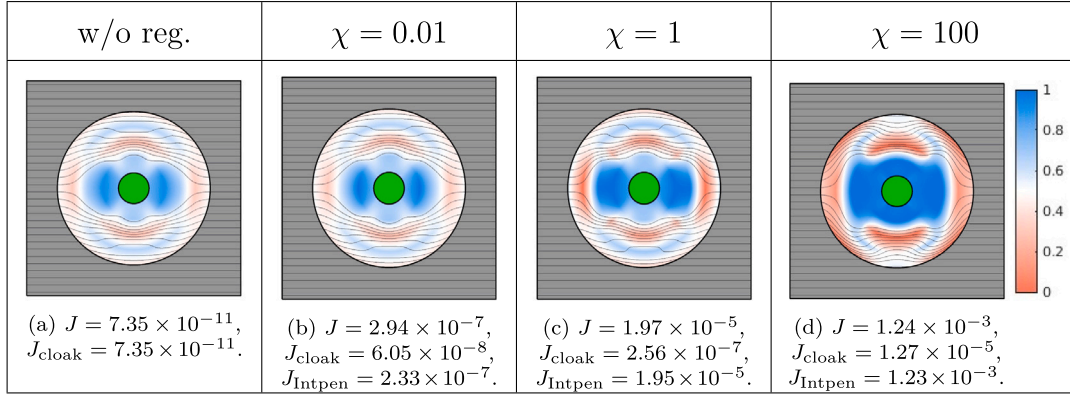 w/o reg.
χ = 0.01
χ = 1
χ = 100
1
0.8
0.6
0.4
0.2
0
(a) J = 7.35 × 10⁻¹¹,
J_cloak = 7.35 × 10⁻¹¹.
(b) J = 2.94 × 10⁻⁷,
J_cloak = 6.05 × 10⁻⁸,
J_Intpen = 2.33 × 10⁻⁷.
(c) J = 1.97 × 10⁻⁵,
J_cloak = 2.56 × 10⁻⁷,
J_Intpen = 1.95 × 10⁻⁵.
(d) J = 1.24 × 10⁻³,
J_cloak = 1.27 × 10⁻⁵,
J_Intpen = 1.23 × 10⁻³.